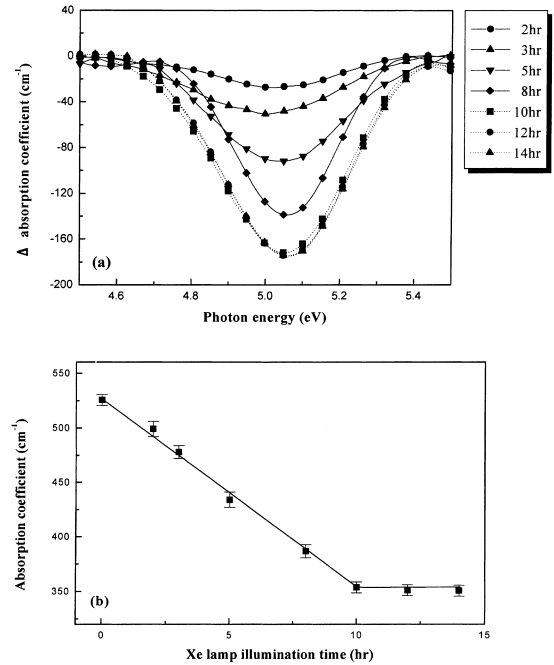 40
0
-40
-80
-120
-160
-200
Δ absorption coefficient (cm⁻¹)
(a)
4.6 4.8 5.0 5.2 5.4
Photon energy (eV)
2hr
3hr
5hr
8hr
10hr
12hr
14hr
550
500
450
400
350
Absorption coefficient (cm⁻¹)
(b)
0 5 10 15
Xe lamp illumination time (hr)